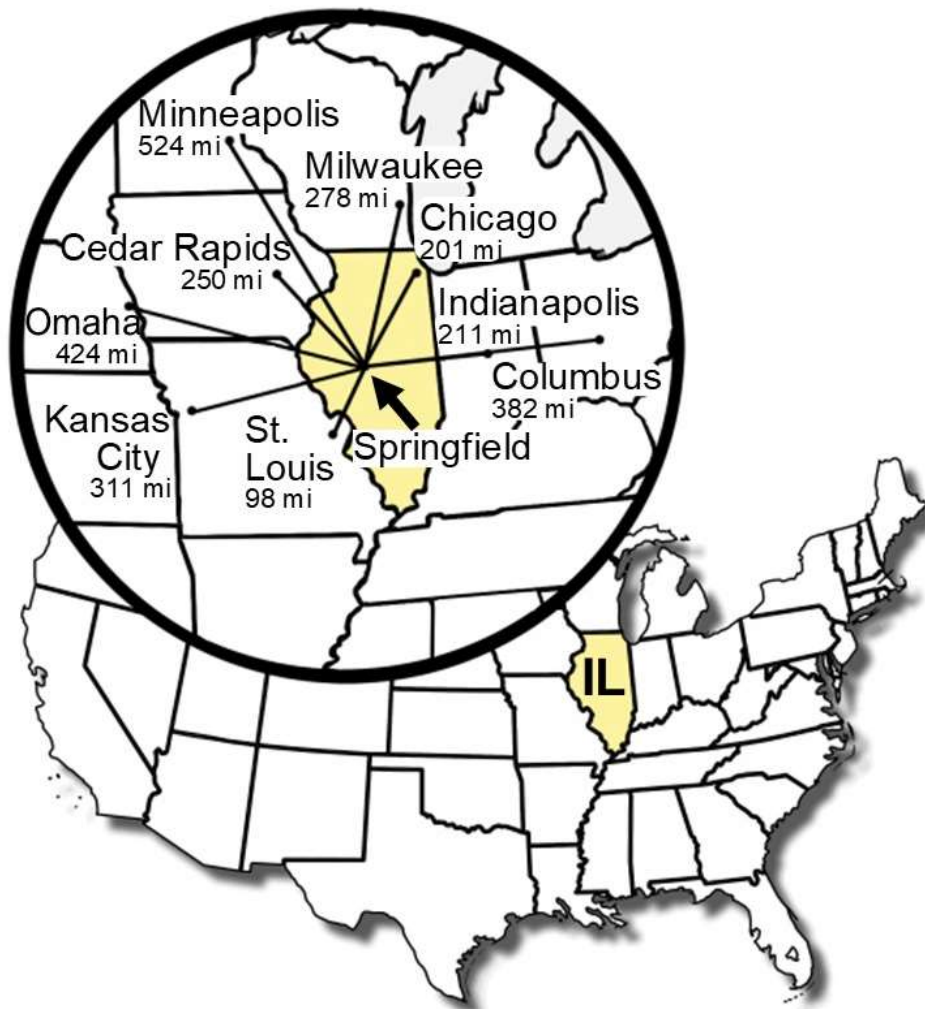 Minneapolis
524 mi
Milwaukee
278 mi
Chicago
201 mi
Cedar Rapids
250 mi
Indianapolis
211 mi
Omaha
424 mi
Columbus
382 mi
Kansas
City
311 mi
St.
Louis
98 mi
Springfield
IL